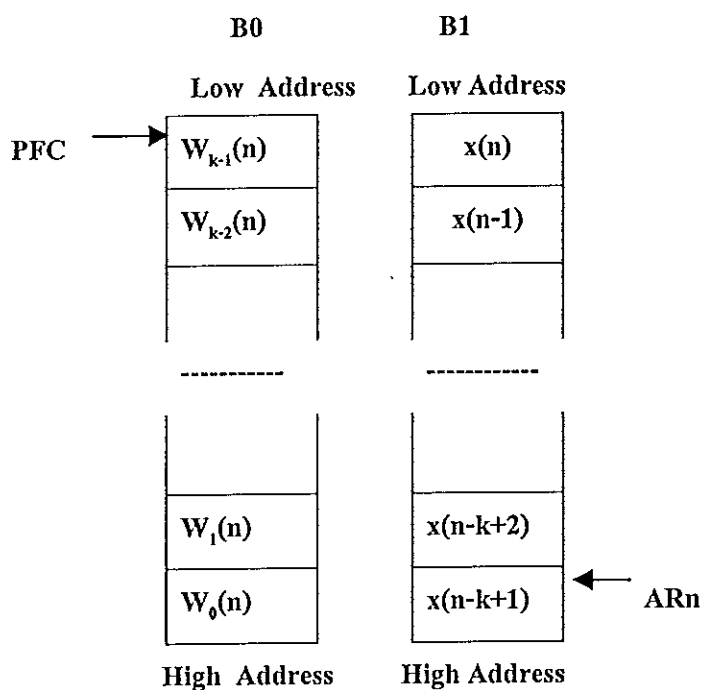 B0 B1
Low Address Low Address
PFC W_{k-1}(n) x(n)
W_{k-2}(n) x(n-1)
W_1(n) x(n-k+2)
W_0(n) x(n-k+1) ARn
High Address High Address